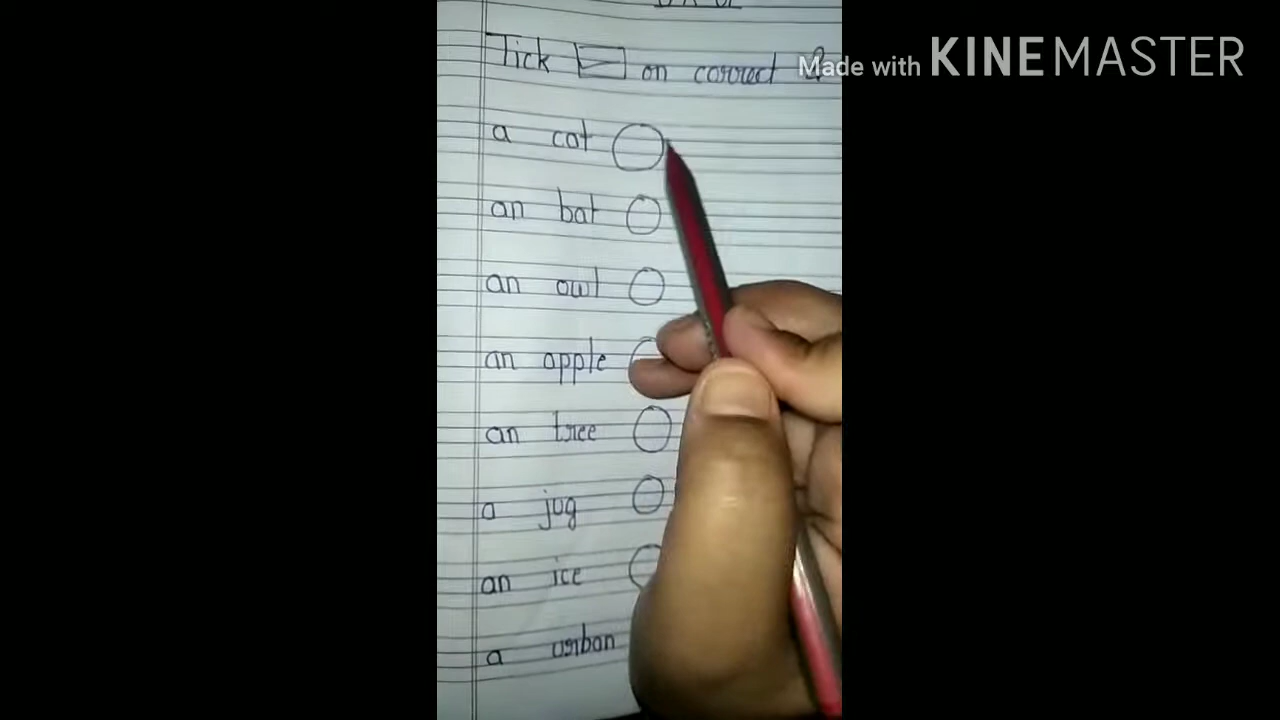 Made with KINEMASTER
Tick on correct
a cat
an bat
an owl
an apple
an tree
a jug
an ice
a urban